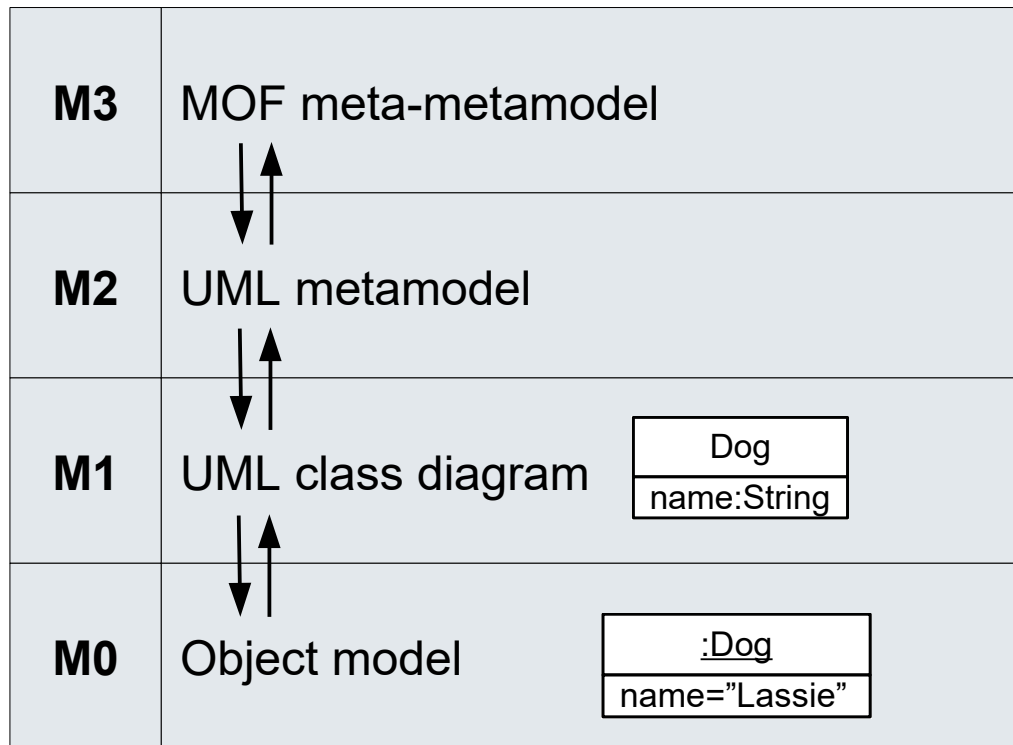 M3 MOF meta-metamodel
M2 UML metamodel
M1 UML class diagram
Dog
name:String
M0 Object model
:Dog
name=”Lassie”